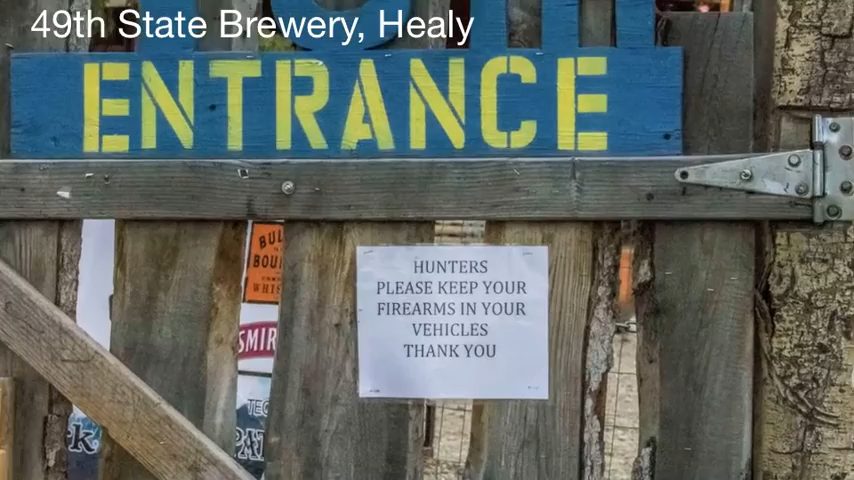 49th State Brewery, Healy
ENTRANCE
HUNTERS
PLEASE KEEP YOUR
FIREARMS IN YOUR
VEHICLES
THANK YOU